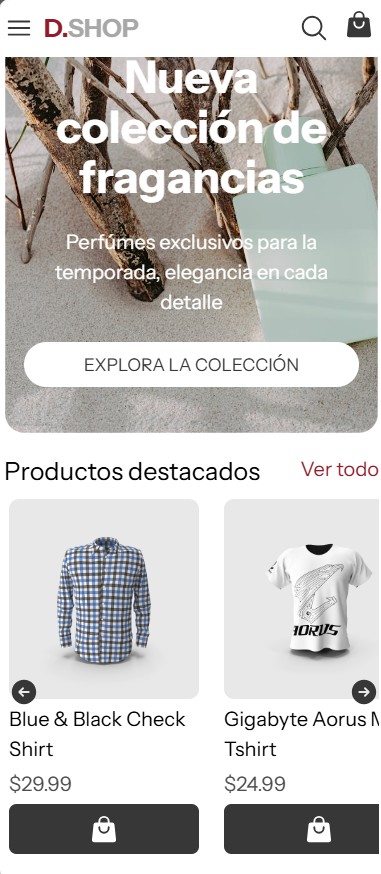 D.SHOP
Nueva
colección de
fragancias
Perfúmes exclusivos para la
temporada, elegancia en cada
detalle
EXPLORA LA COLECCIÓN
Productos destacados
Ver todo
AORUS
Blue & Black Check
Shirt
$29.99
Gigabyte Aorus M
Tshirt
$24.99